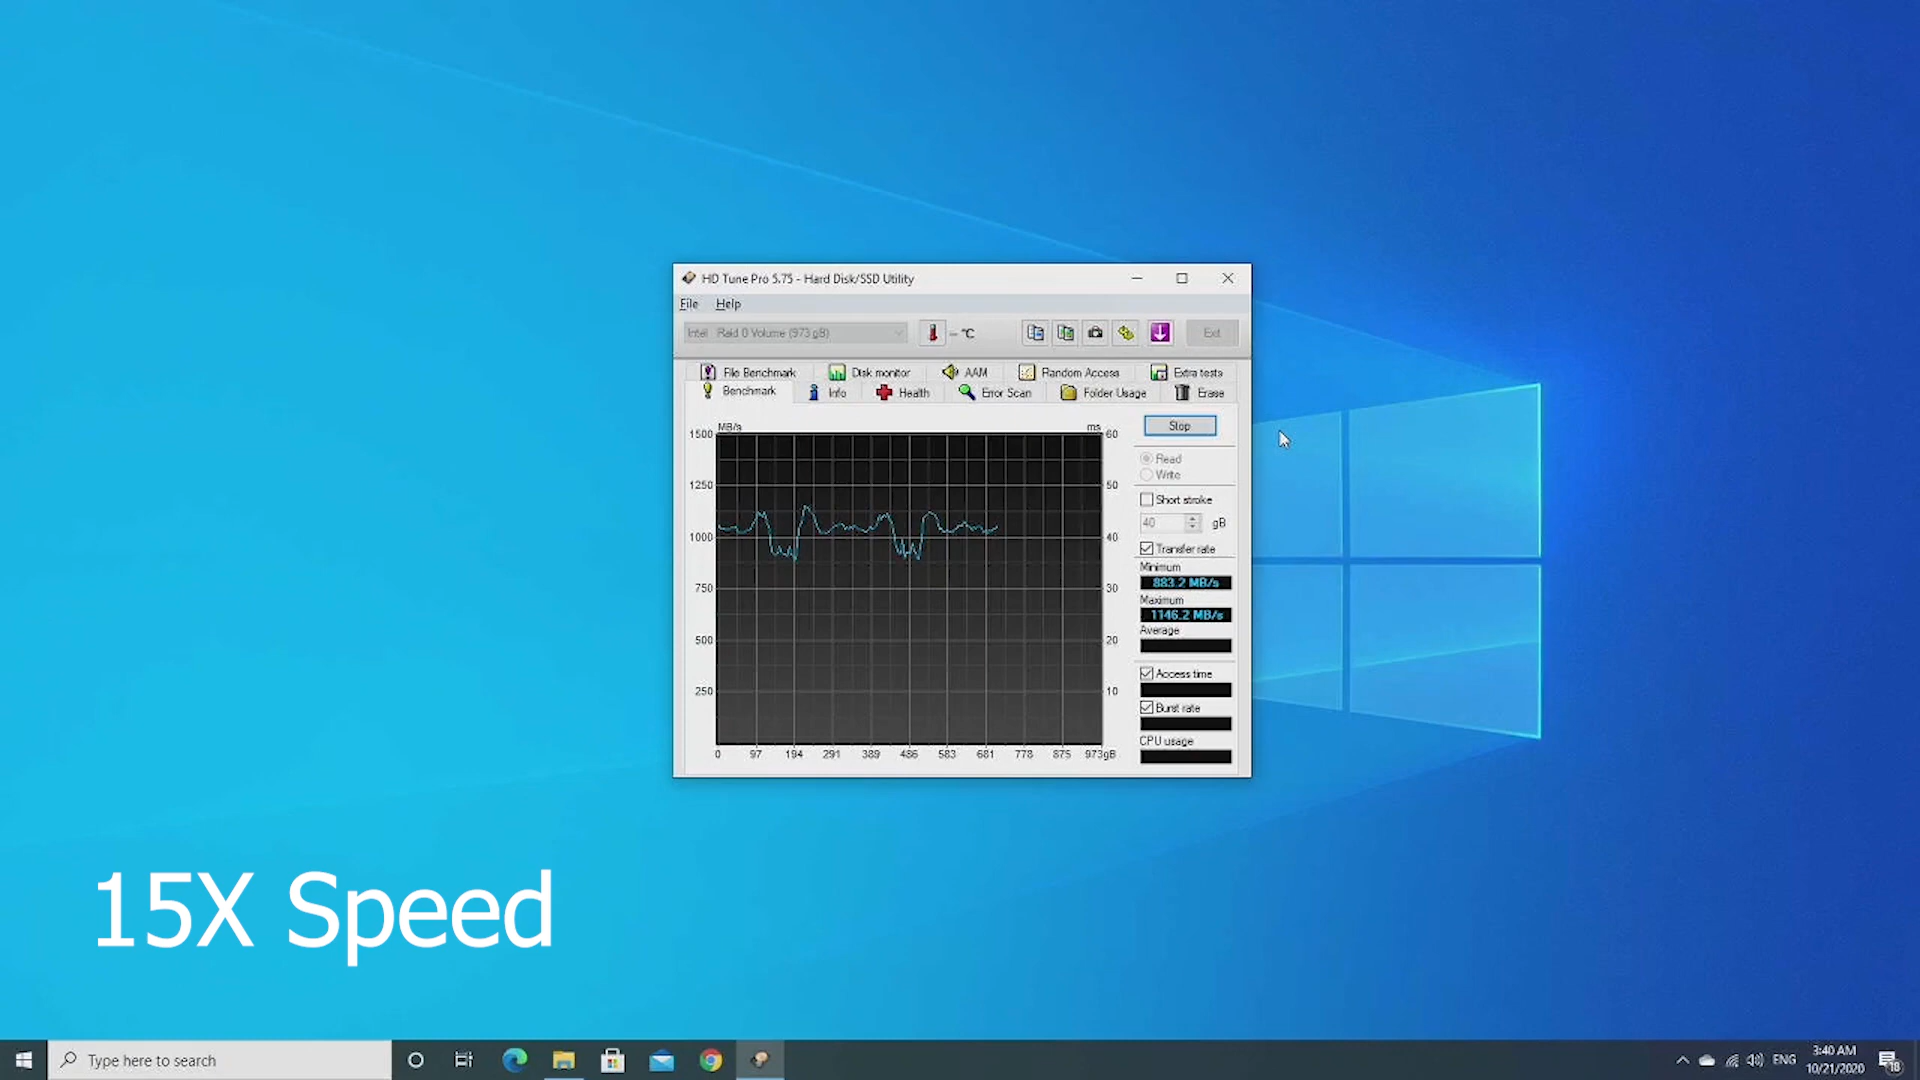 HD Tune Pro 5.75 - Hard Disk/SSD Utility
File Help
Intel Raid 0 Volume (973 gB)
– °C
Exit
File Benchmark Disk monitor AAM Random Access Extra tests
Benchmark Info Health Error Scan Folder Usage Erase
MB/s
ms
1500
1250
1000
750
500
250
60
50
40
30
20
10
0 97 194 291 389 486 583 681 778 875 973gB
Stop
Read
Write
Short stroke
40 gB
Transfer rate
Minimum
883.2 MB/s
Maximum
1146.2 MB/s
Average
Access time
Burst rate
CPU usage
15X Speed
Type here to search
ENG
3:40 AM
10/21/2020
18